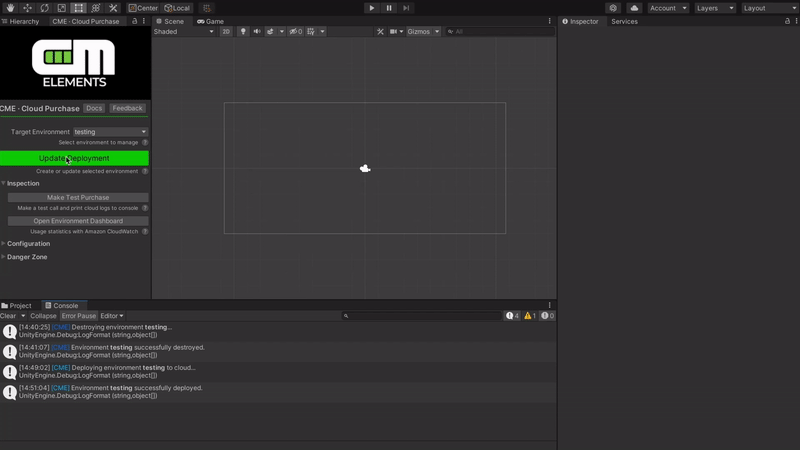 Center Local Account Layers Layout
Hierarchy CME - Cloud Purchase Scene Game Inspector Services
Shaded 2D 0 Gizmos All
CM
ELEMENTS
CME - Cloud Purchase Docs Feedback
Target Environment testing
Select environment to manage ?
Update Deployment
Create or update selected environment ?
Inspection
Make Test Purchase
Make a test call and print cloud logs to console ?
Open Environment Dashboard
Usage statistics with Amazon CloudWatch ?
Configuration
Danger Zone
Project Console
Clear Collapse Error Pause Editor 4 1 0
[14:40:25] [CME] Destroying environment testing...
UnityEngine.Debug:LogFormat (string,object[])
[14:41:07] [CME] Environment testing successfully destroyed.
UnityEngine.Debug:LogFormat (string,object[])
[14:49:02] [CME] Deploying environment testing to cloud...
UnityEngine.Debug:LogFormat (string,object[])
[14:51:04] [CME] Environment testing successfully deployed.
UnityEngine.Debug:LogFormat (string,object[])